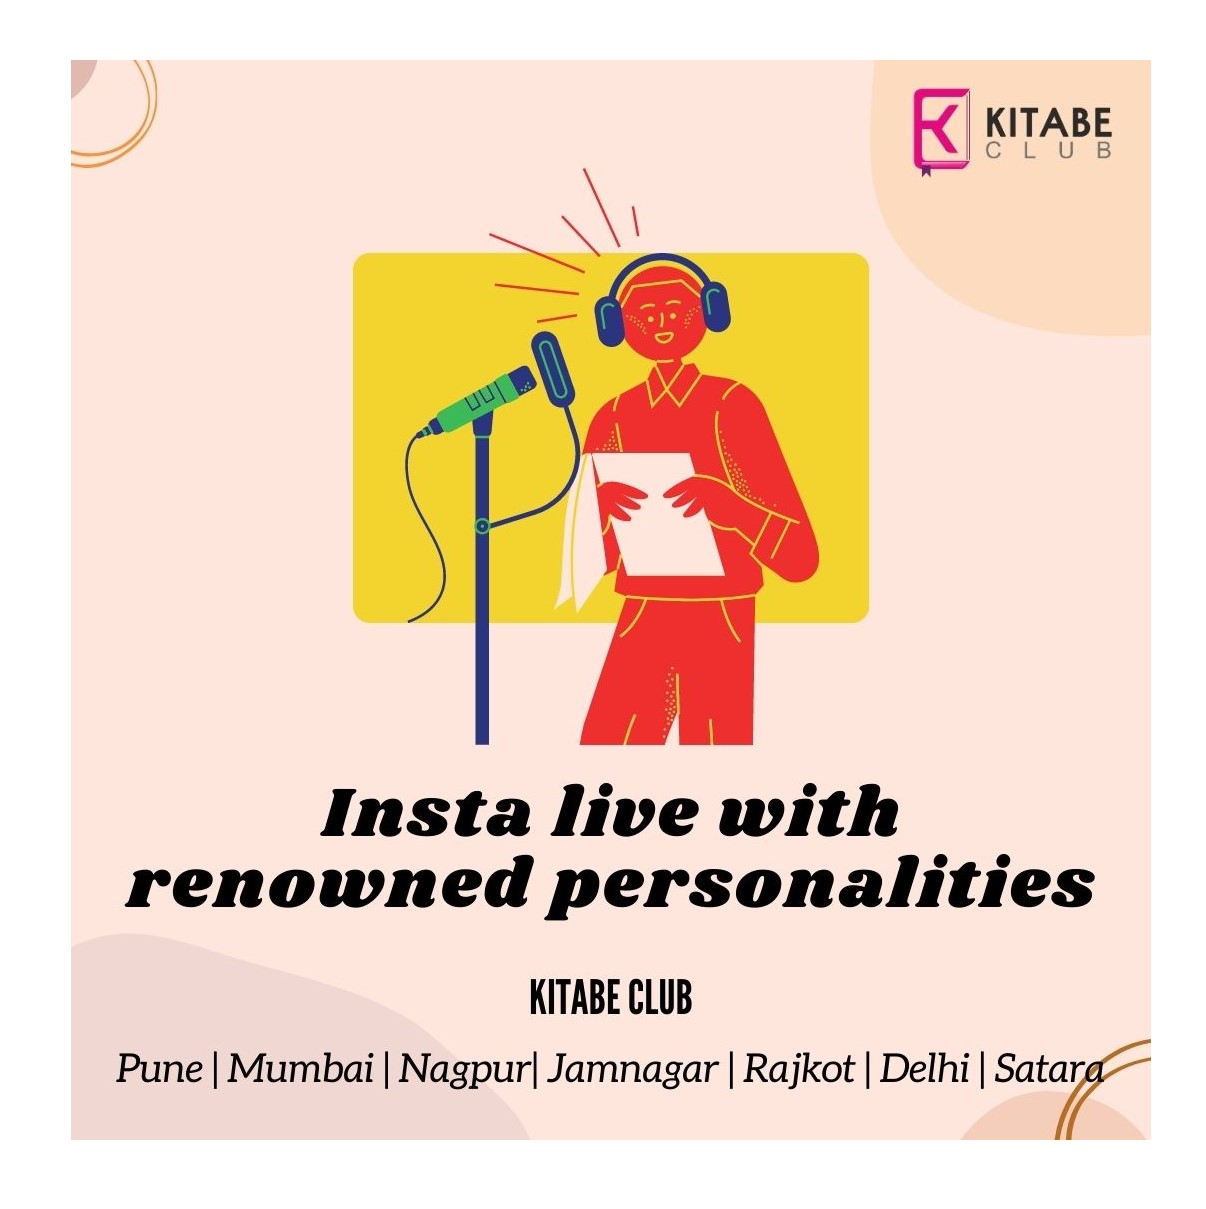 KITABE
CLUB
Insta live with
renowned personalities
KITABE CLUB
Pune | Mumbai | Nagpur| Jamnagar | Rajkot | Delhi | Satara